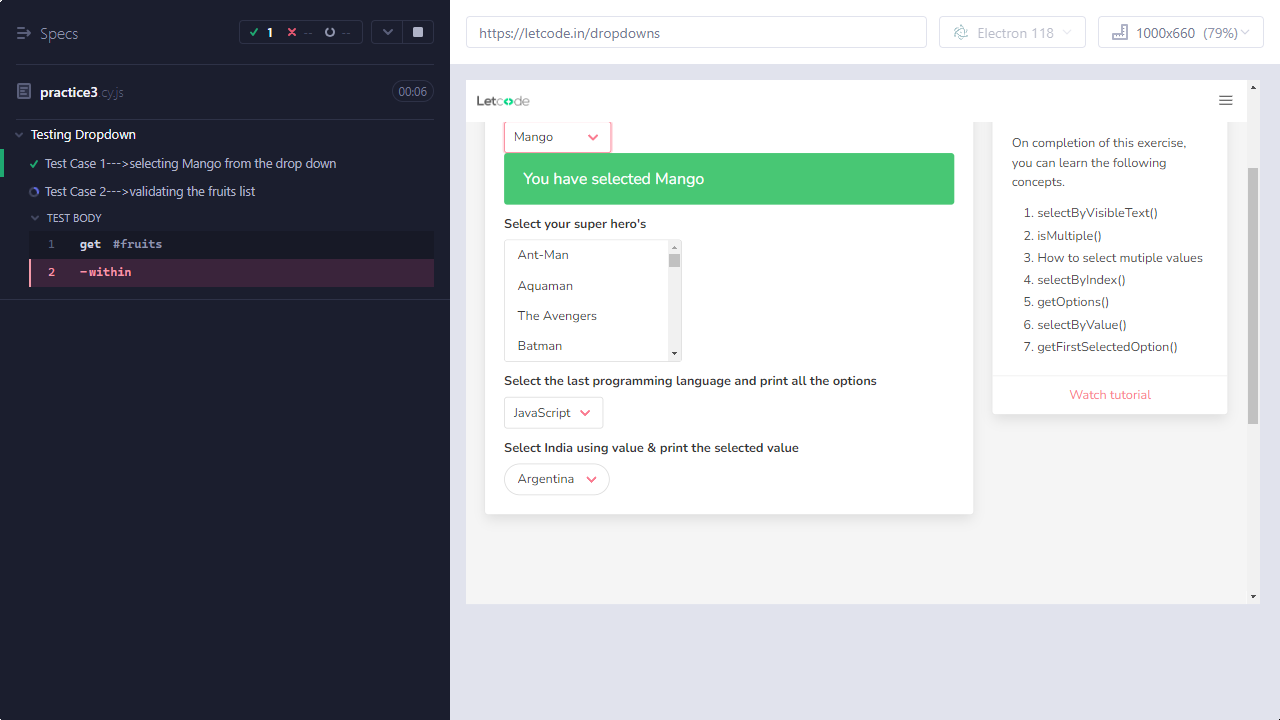 Specs
1
--
--
practice3.cy.js
00:06
Testing Dropdown
Test Case 1--->selecting Mango from the drop down
Test Case 2--->validating the fruits list
TEST BODY
1 get #fruits
2 -within
https://letcode.in/dropdowns
Electron 118
1000x660 (79%)
Letcode
Mango
You have selected Mango
Select your super hero's
Ant-Man
Aquaman
The Avengers
Batman
Select the last programming language and print all the options
JavaScript
Select India using value & print the selected value
Argentina
On completion of this exercise,
you can learn the following
concepts.
1. selectByVisibleText()
2. isMultiple()
3. How to select mutiple values
4. selectByIndex()
5. getOptions()
6. selectByValue()
7. getFirstSelectedOption()
Watch tutorial